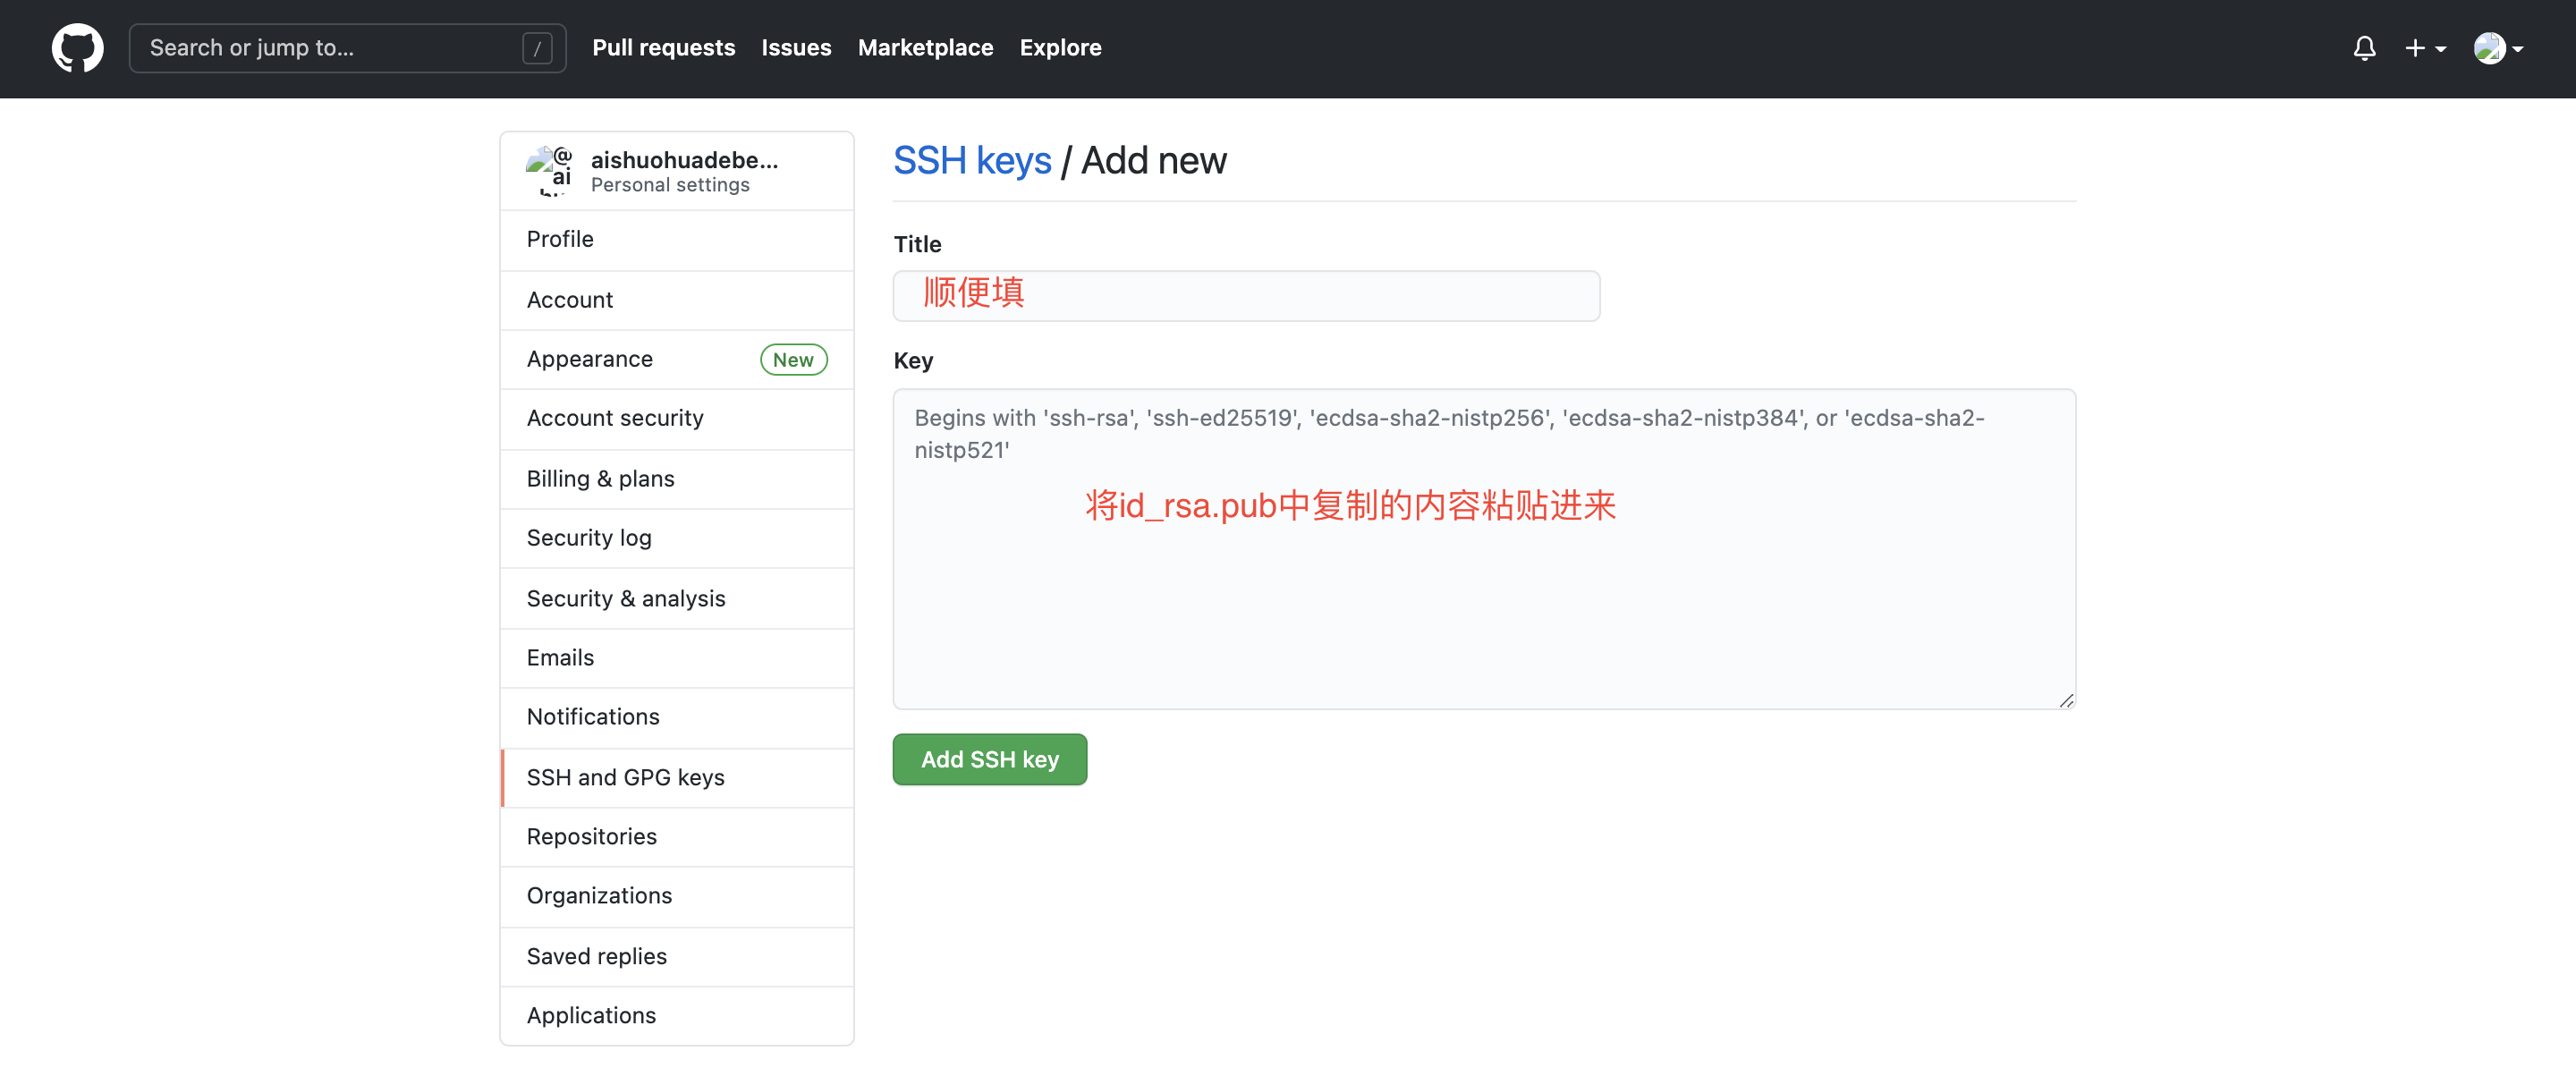 Search or jump to...
/
Pull requests
Issues
Marketplace
Explore
@
ai
aishuohuadebe...
Personal settings
Profile
Account
Appearance
New
Account security
Billing & plans
Security log
Security & analysis
Emails
Notifications
SSH and GPG keys
Repositories
Organizations
Saved replies
Applications
SSH keys / Add new
Title
顺便填
Key
Begins with 'ssh-rsa', 'ssh-ed25519', 'ecdsa-sha2-nistp256', 'ecdsa-sha2-nistp384', or 'ecdsa-sha2-
nistp521'
将id_rsa.pub中复制的内容粘贴进来
Add SSH key